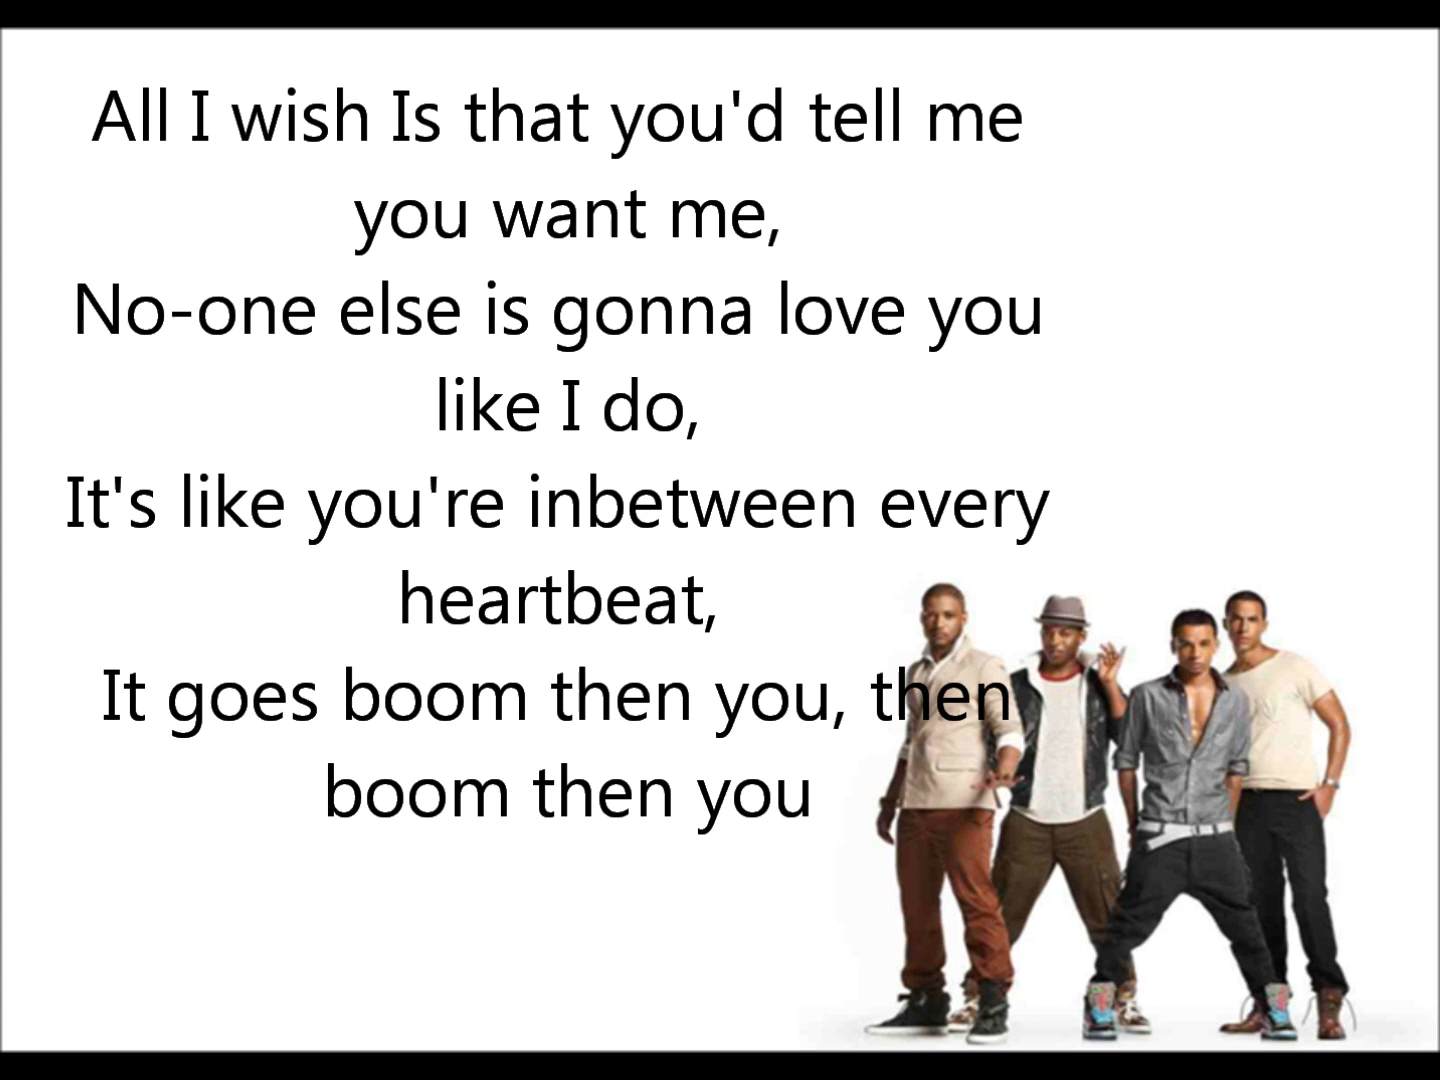 All I wish Is that you'd tell me
you want me,
No-one else is gonna love you
like I do,
It's like you're inbetween every
heartbeat,
It goes boom then you, then
boom then you